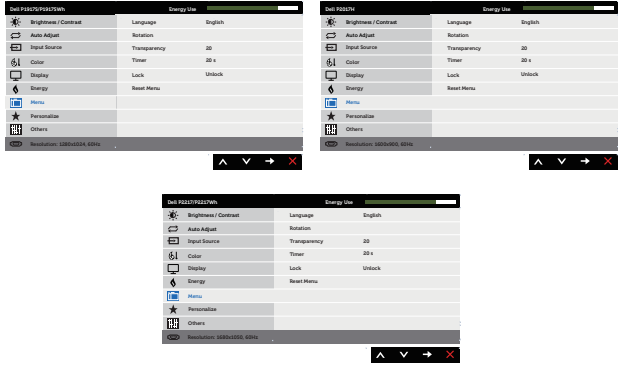 Dell P1917S/P1917SWh Energy Use
Brightness / Contrast Language English
Auto Adjust Rotation
Input Source Transparency 20
Color Timer 20 s
Display Lock Unlock
Energy Reset Menu
Menu
Personalize
Others
Resolution: 1280x1024, 60Hz
Dell P2017H Energy Use
Brightness / Contrast Language English
Auto Adjust Rotation
Input Source Transparency 20
Color Timer 20 s
Display Lock Unlock
Energy Reset Menu
Menu
Personalize
Others
Resolution: 1600x900, 60Hz
Dell P2217/P2217Wh Energy Use
Brightness / Contrast Language English
Auto Adjust Rotation
Input Source Transparency 20
Color Timer 20 s
Display Lock Unlock
Energy Reset Menu
Menu
Personalize
Others
Resolution: 1680x1050, 60Hz